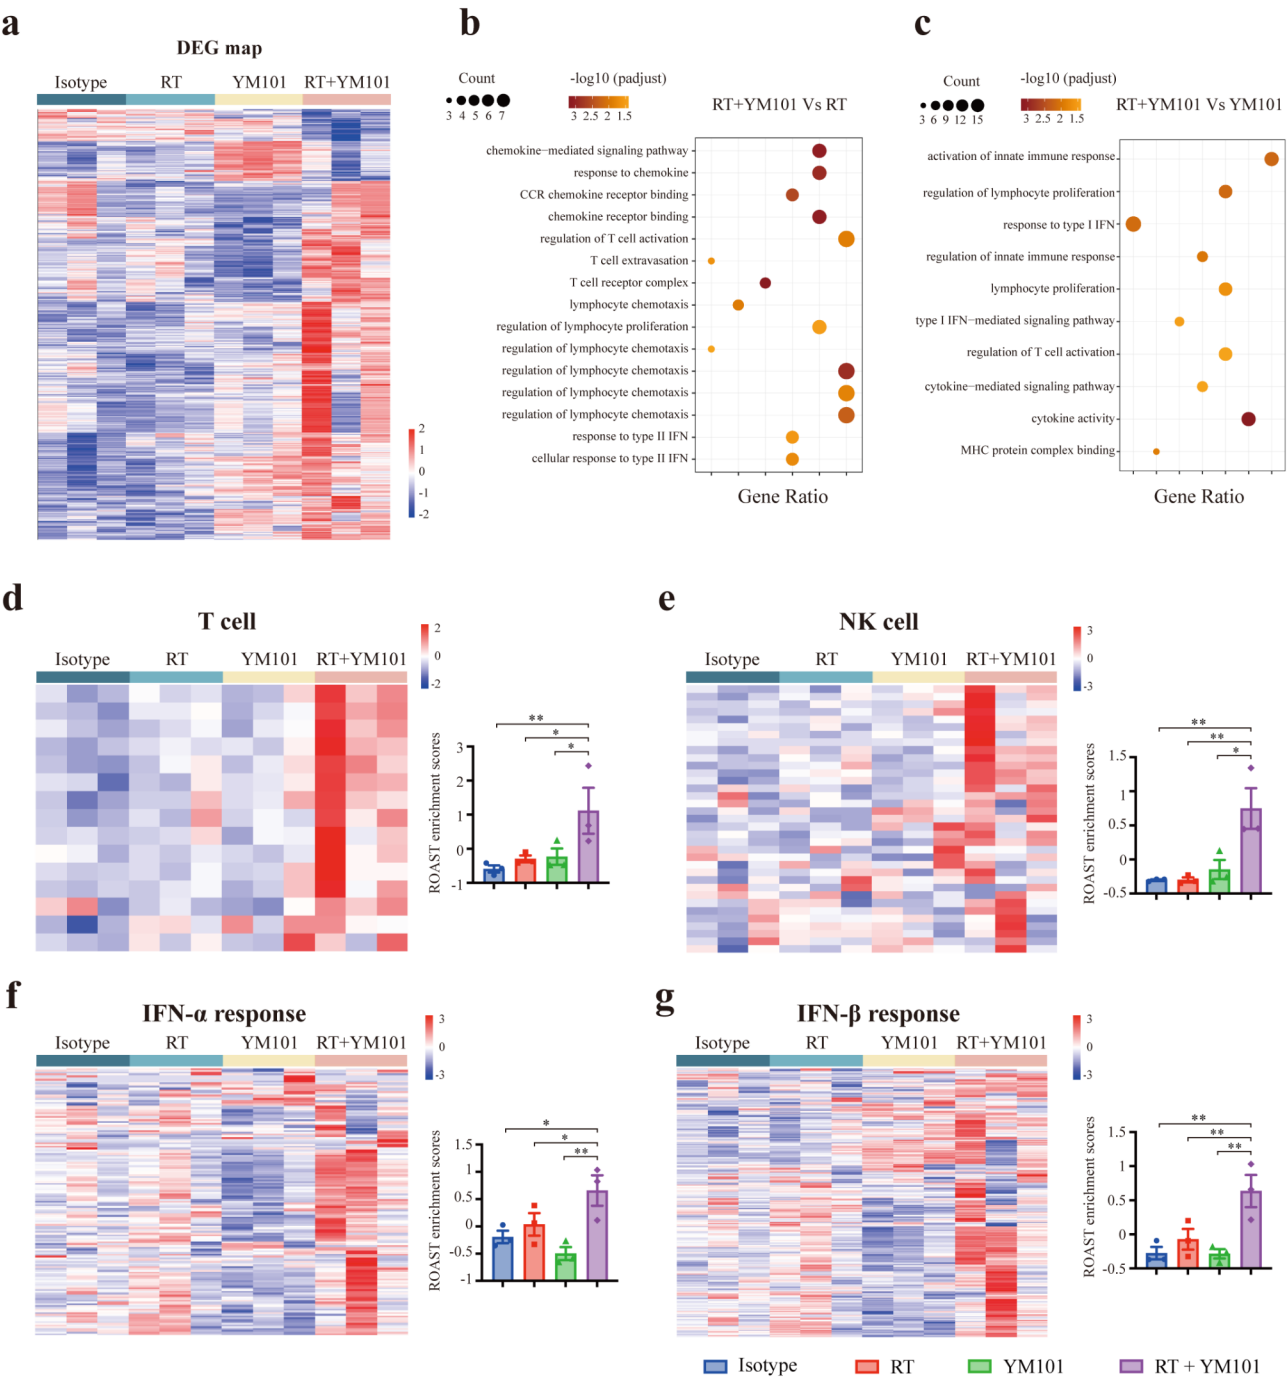 a
DEG map
Isotype RT YM101 RT+YM101
2
1
0
-1
-2
b
Count
3 4 5 6 7
-log10 (padjust)
3 2.5 2 1.5
RT+YM101 Vs RT
chemokine−mediated signaling pathway
response to chokine
CCR chemokine receptor binding
chemokine receptor binding
regulation of T cell activation
T cell extravasation
T cell receptor complex
lymphocyte chemotaxis
regulation of lymphocyte proliferation
regulation of lymphocyte chemotaxis
regulation of lymphocyte chemotaxis
regulation of lymphocyte chemotaxis
regulation of lymphocyte chemotaxis
response to type II IFN
cellular response to type II IFN
Gene Ratio
c
Count
3 6 9 12 15
-log10 (padjust)
3 2.5 2 1.5
RT+YM101 Vs YM101
activation of innate immune response
regulation of lymphocyte proliferation
response to type I IFN
regulation of innate immune response
lymphocyte proliferation
type I IFN−mediated signaling pathway
regulation of T cell activation
cytokine−mediated signaling pathway
cytokine activity
MHC protein complex binding
Gene Ratio
d
T cell
Isotype RT YM101 RT+YM101
2
0
-2
ROAST enrichment scores
3
2
1
0
-1
**
*
*
e
NK cell
Isotype RT YM101 RT+YM101
3
0
-3
ROAST enrichment scores
1.5
1
0.5
0
-0.5
**
**
*
f
IFN-α response
Isotype RT YM101 RT+YM101
3
0
-3
ROAST enrichment scores
1.5
1
0.5
0
-0.5
-1
*
*
**
g
IFN-β response
Isotype RT YM101 RT+YM101
3
0
-3
ROAST enrichment scores
1.5
1
0.5
0
-0.5
**
**
**
Isotype RT YM101 RT + YM101